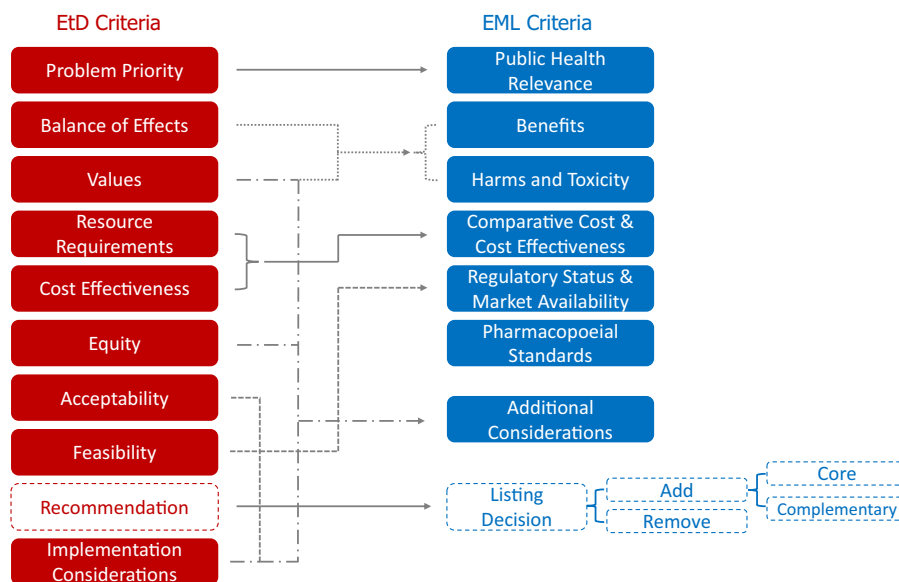 EtD Criteria
EML Criteria
Problem Priority
Public Health
Relevance
Balance of Effects
Benefits
Values
Harms and Toxicity
Resource
Requirements
Comparative Cost &
Cost Effectiveness
Cost Effectiveness
Regulatory Status &
Market Availability
Equity
Pharmacopoeial
Standards
Acceptability
Additional
Considerations
Feasibility
Recommendation
Listing
Decision
Add
Remove
Core
Complementary
Implementation
Considerations